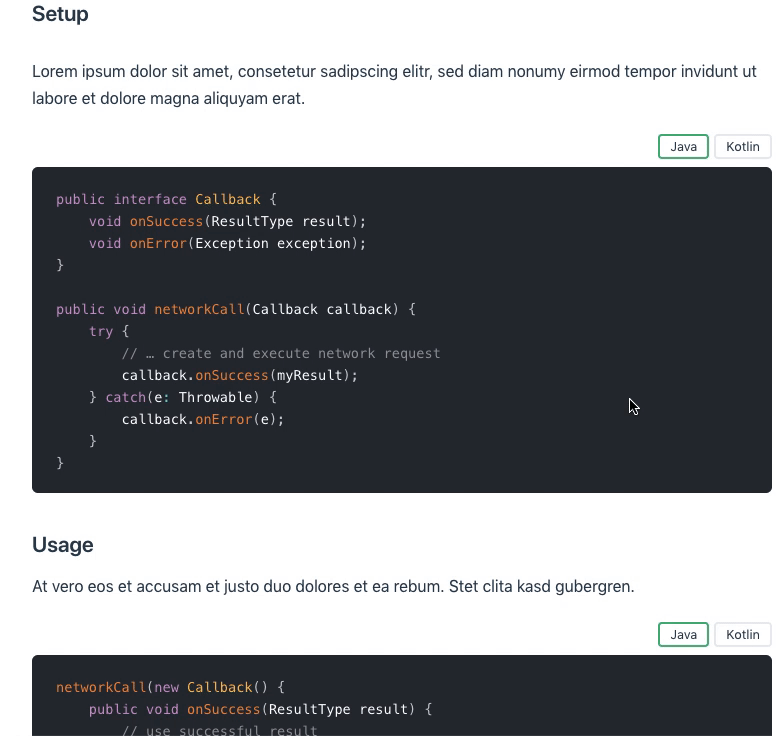 Setup
Lorem ipsum dolor sit amet, consetetur sadipscing elitr, sed diam nonumy eirmod tempor invidunt ut
labore et dolore magna aliquyam erat.
Java Kotlin
public interface Callback {
    void onSuccess(ResultType result);
    void onError(Exception exception);
}
public void networkCall(Callback callback) {
    try {
        // … create and execute network request
        callback.onSuccess(myResult);
    } catch(e: Throwable) {
        callback.onError(e);
    }
}
Usage
At vero eos et accusam et justo duo dolores et ea rebum. Stet clita kasd gubergren.
Java Kotlin
networkCall(new Callback() {
    public void onSuccess(ResultType result) {
        // use successful result